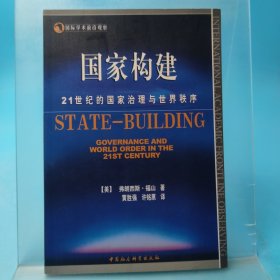 国际学术前沿观察
国家构建
21世纪的国家治理与世界秩序
STATE-BUILDING
GOVERNANCE AND
WORLD ORDER IN THE
21ST CENTURY
【美】 弗朗西斯·福山 著
黄胜强 许铭原 译
中国社会科学出版社